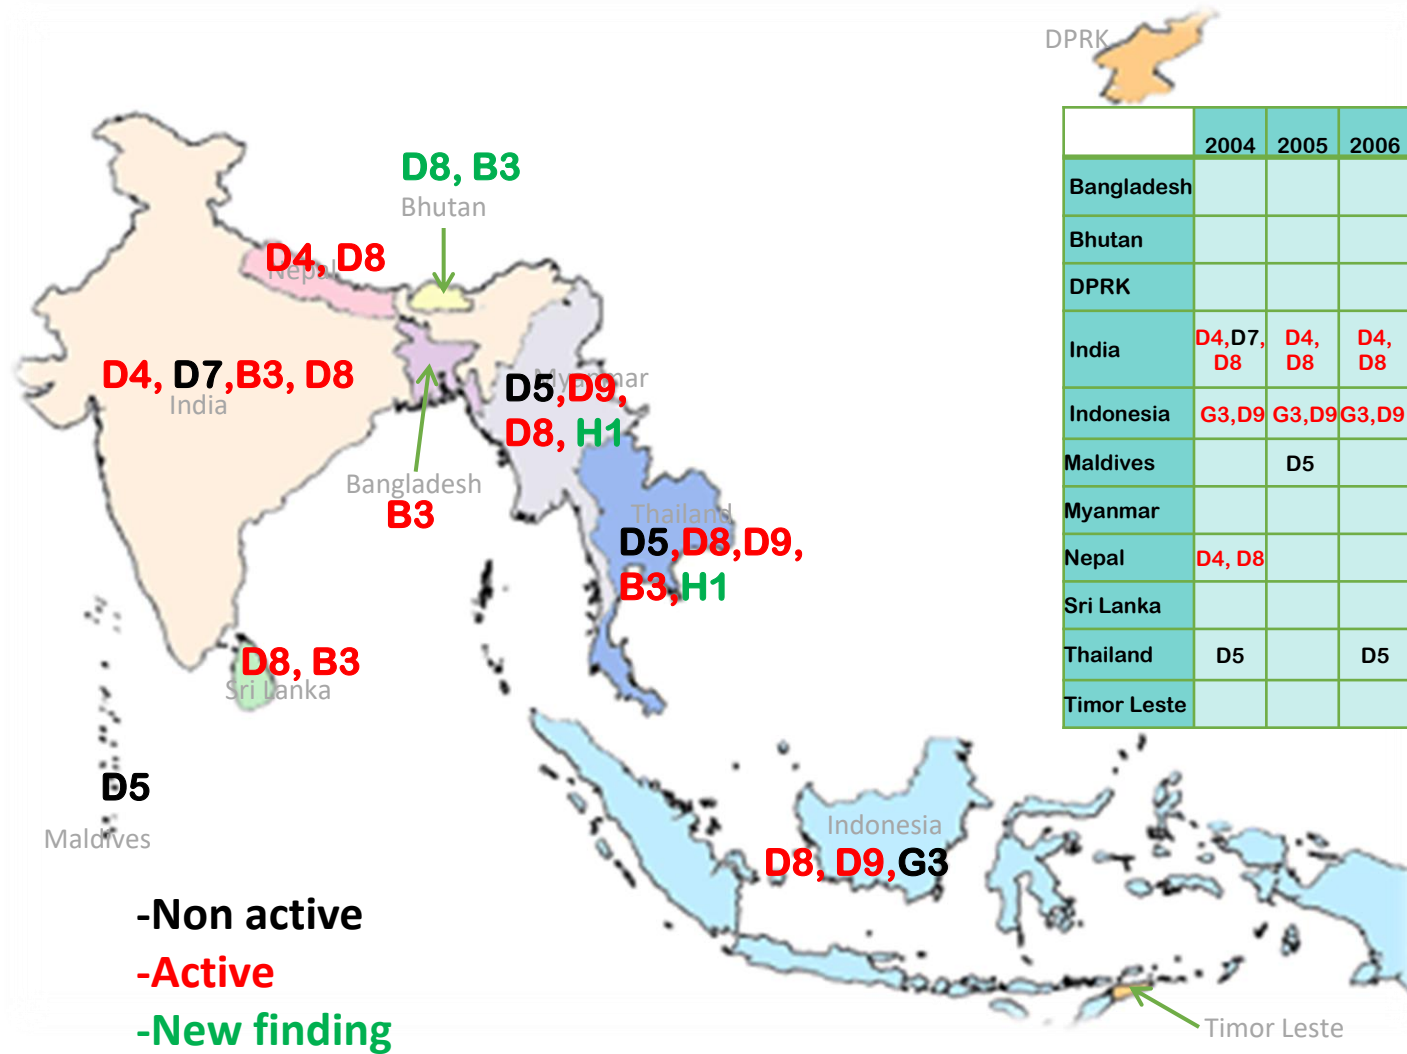 DPRK
D8, B3
Bhutan
D4, D8
Nepal
D4, D7,B3, D8
India
D5,D9,
Myanmar
D8, H1
Bangladesh
B3
Thailand
D5,D8,D9,
B3,H1
D8, B3
Sri Lanka
D5
Maldives
Indonesia
D8, D9,G3
Timor Leste
-Non active
-Active
-New finding
2004 2005 2006
Bangladesh
Bhutan
DPRK
India D4,D7, D8 D4, D8 D4, D8
Indonesia G3,D9 G3,D9 G3,D9
Maldives D5
Myanmar
Nepal D4, D8
Sri Lanka
Thailand D5 D5
Timor Leste